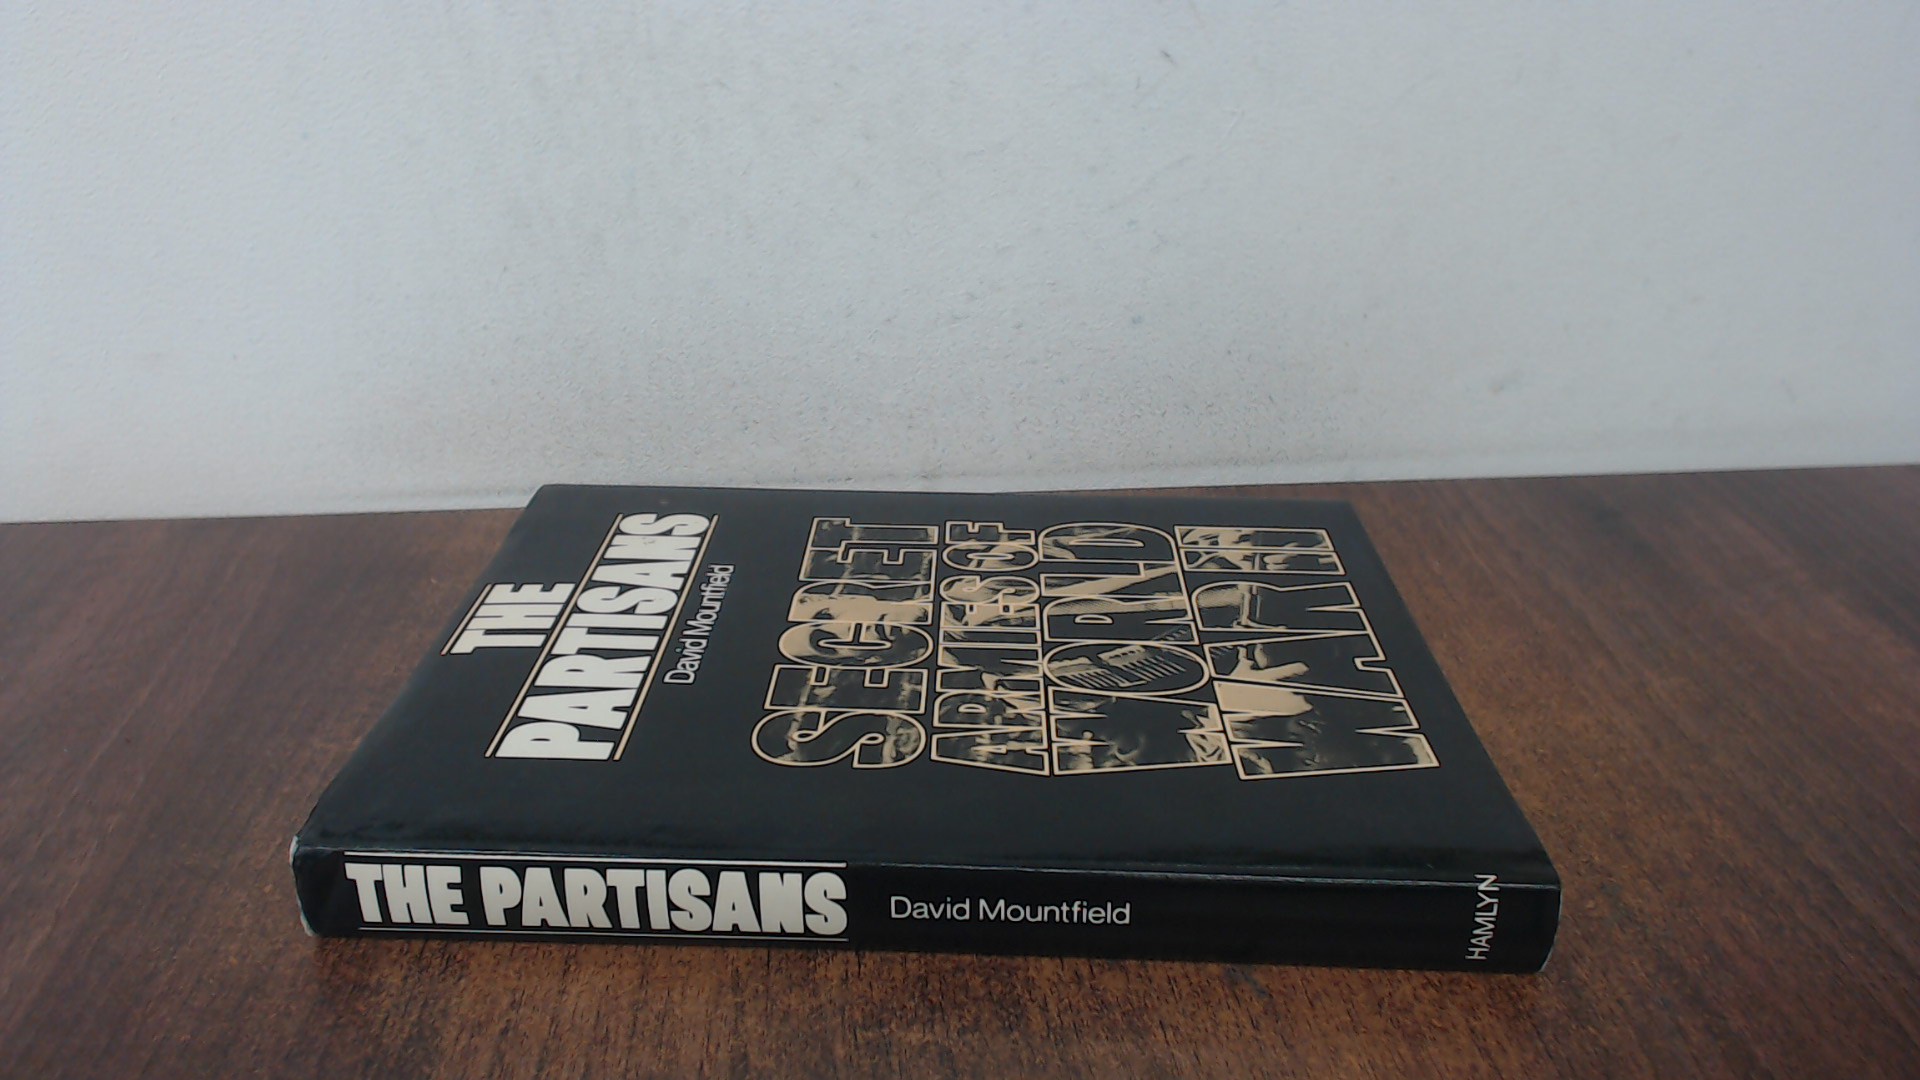 THE
PARTISANS
David Mountfield
SECRET
ARMIES OF
WORLD
WAR II
THE PARTISANS
David Mountfield
HAMLYN